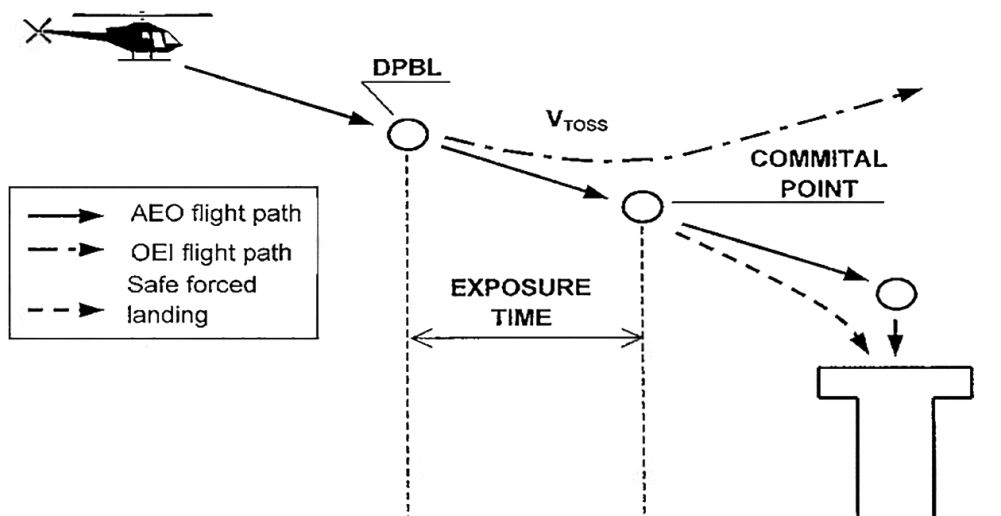 DPBL
VTOSS
COMMITAL
POINT
AEO flight path
OEI flight path
Safe forced
landing
EXPOSURE
TIME